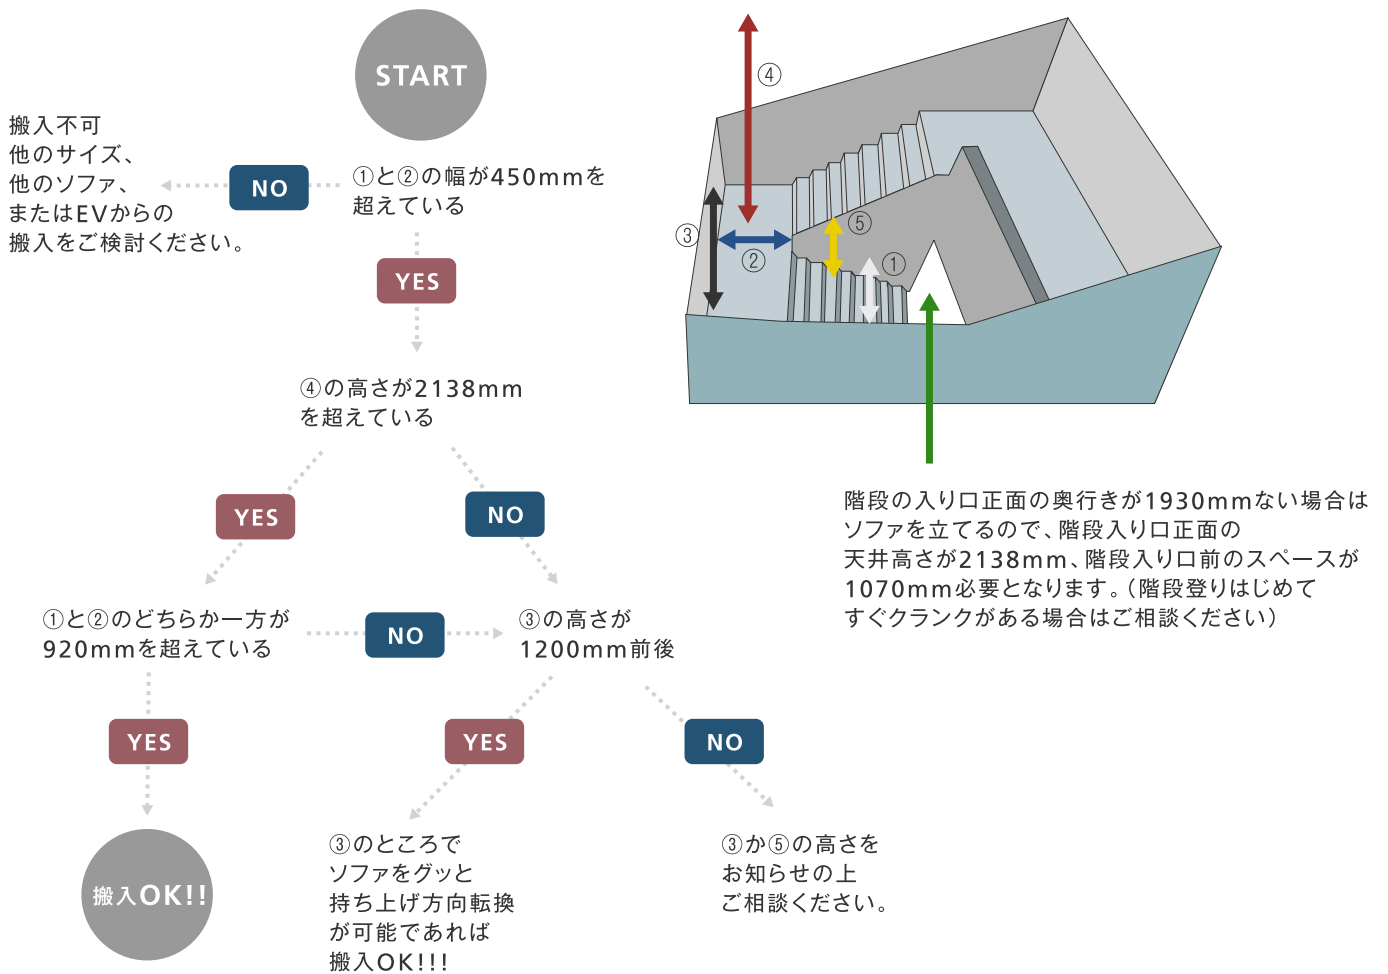 START
①と②の幅が450mmを
超えている
NO
搬入不可
他のサイズ、
他のソファ、
またはEVからの
搬入をご検討ください。
YES
④の高さが2138mm
を超えている
YES
NO
①と②のどちらか一方が
920mmを超えている
NO
③の高さが
1200mm前後
YES
YES
NO
搬入OK!!
③のところで
ソファをグッと
持ち上げ方向転換
が可能であれば
搬入OK!!!
③か⑤の高さを
お知らせの上
ご相談ください。
④
③
②
⑤
①
階段の入り口正面の奥行きが1930mmない場合は
ソファを立てるので、階段入り口正面の
天井高さが2138mm、階段入り口前のスペースが
1070mm必要となります。（階段登りはじめて
すぐクランクがある場合はご相談ください）